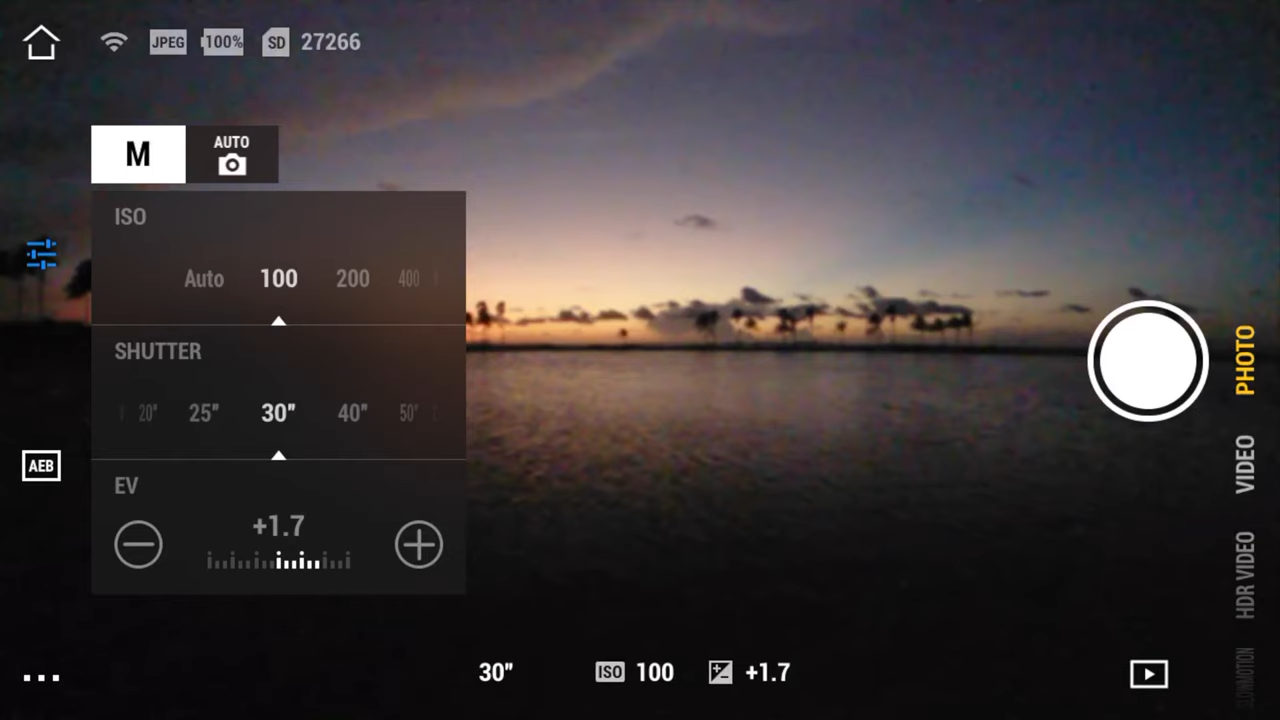 JPEG 100% SD 27266
M AUTO
ISO
Auto 100 200 400
SHUTTER
20" 25" 30" 40" 50"
EV
+1.7
AEB
30" ISO 100 +1.7
PHOTO
VIDEO
HDR VIDEO
SLOWMOTION